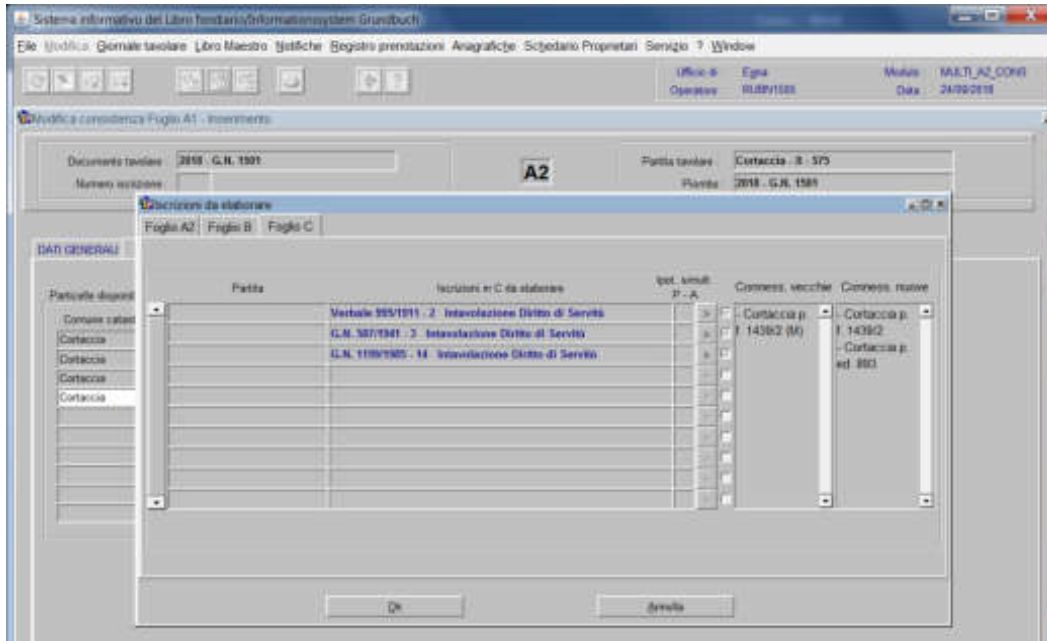 Sistema informativo del Libro fondiario/Informationssystem Grundbuch
File Modifica Giornale tavolare Libro Maestro Notifiche Registro prenotazioni Anagrafiche Schedario Proprietari Servizio ? Window
Ufficio di Egna Modulo MULTI_A2_CONS
Operatore Data 24/09/2018
Modifica consistenza Foglio A1 - Inserimento
Documento tavolare 2018 - G.N. 1501 A2 Partita tavolare Cortaccia - II - 575
Numero iscrizione Piombo 2018 - G.N. 1501
Iscrizioni da elaborare
Foglio A2 Foglio B Foglio C
DATI GENERALI
Particelle disponi
Comune catast
Cortaccia
Cortaccia
Cortaccia
Cortaccia
Partita Iscrizioni in C da elaborare Ipot. simult. P - A Conness. vecchie Conness. nuove
Verbale 995/1911 - 2 Intavolazione Diritto di Servitù
G.N. 587/1941 - 3 Intavolazione Diritto di Servitù
G.N. 1199/1985 - 14 Intavolazione Diritto di Servitù
- Cortaccia p.
f. 1439/2 (M)
- Cortaccia p.
f. 1439/2
- Cortaccia p.
ed. 880
Ok Annulla